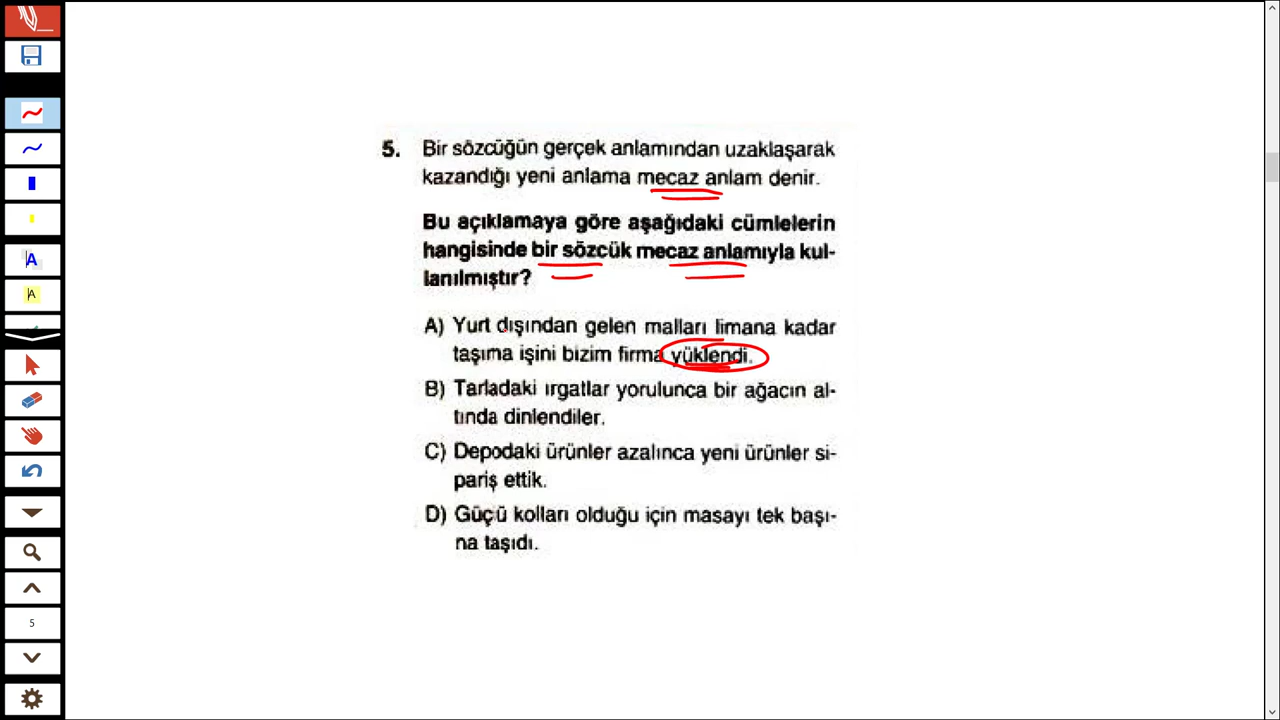 5. Bir sözcüğün gerçek anlamından uzaklaşarak
kazandığı yeni anlama mecaz anlam denir.
Bu açıklamaya göre aşağıdaki cümlelerin
hangisinde bir sözcük mecaz anlamıyla kul-
lanılmıştır?
A) Yurt dışından gelen malları limana kadar
taşıma işini bizim firma yüklendi.
B) Tarladaki ırgatlar yorulunca bir ağacın al-
tında dinlendiler.
C) Depodaki ürünler azalınca yeni ürünler si-
pariş ettik.
D) Güçü kolları olduğu için masayı tek başı-
na taşıdı.
A
A
5